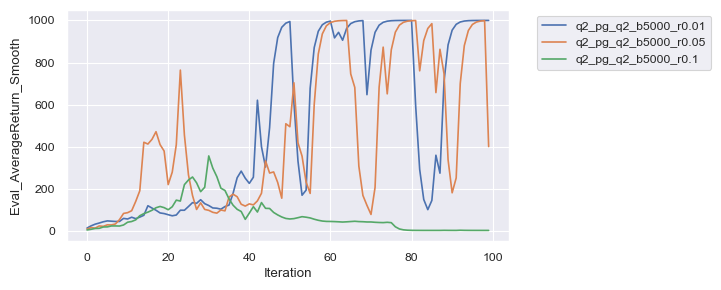 1000
800
600
400
200
0
Eval_AverageReturn_Smooth
0 20 40 60 80 100
Iteration
q2_pg_q2_b5000_r0.01
q2_pg_q2_b5000_r0.05
q2_pg_q2_b5000_r0.1